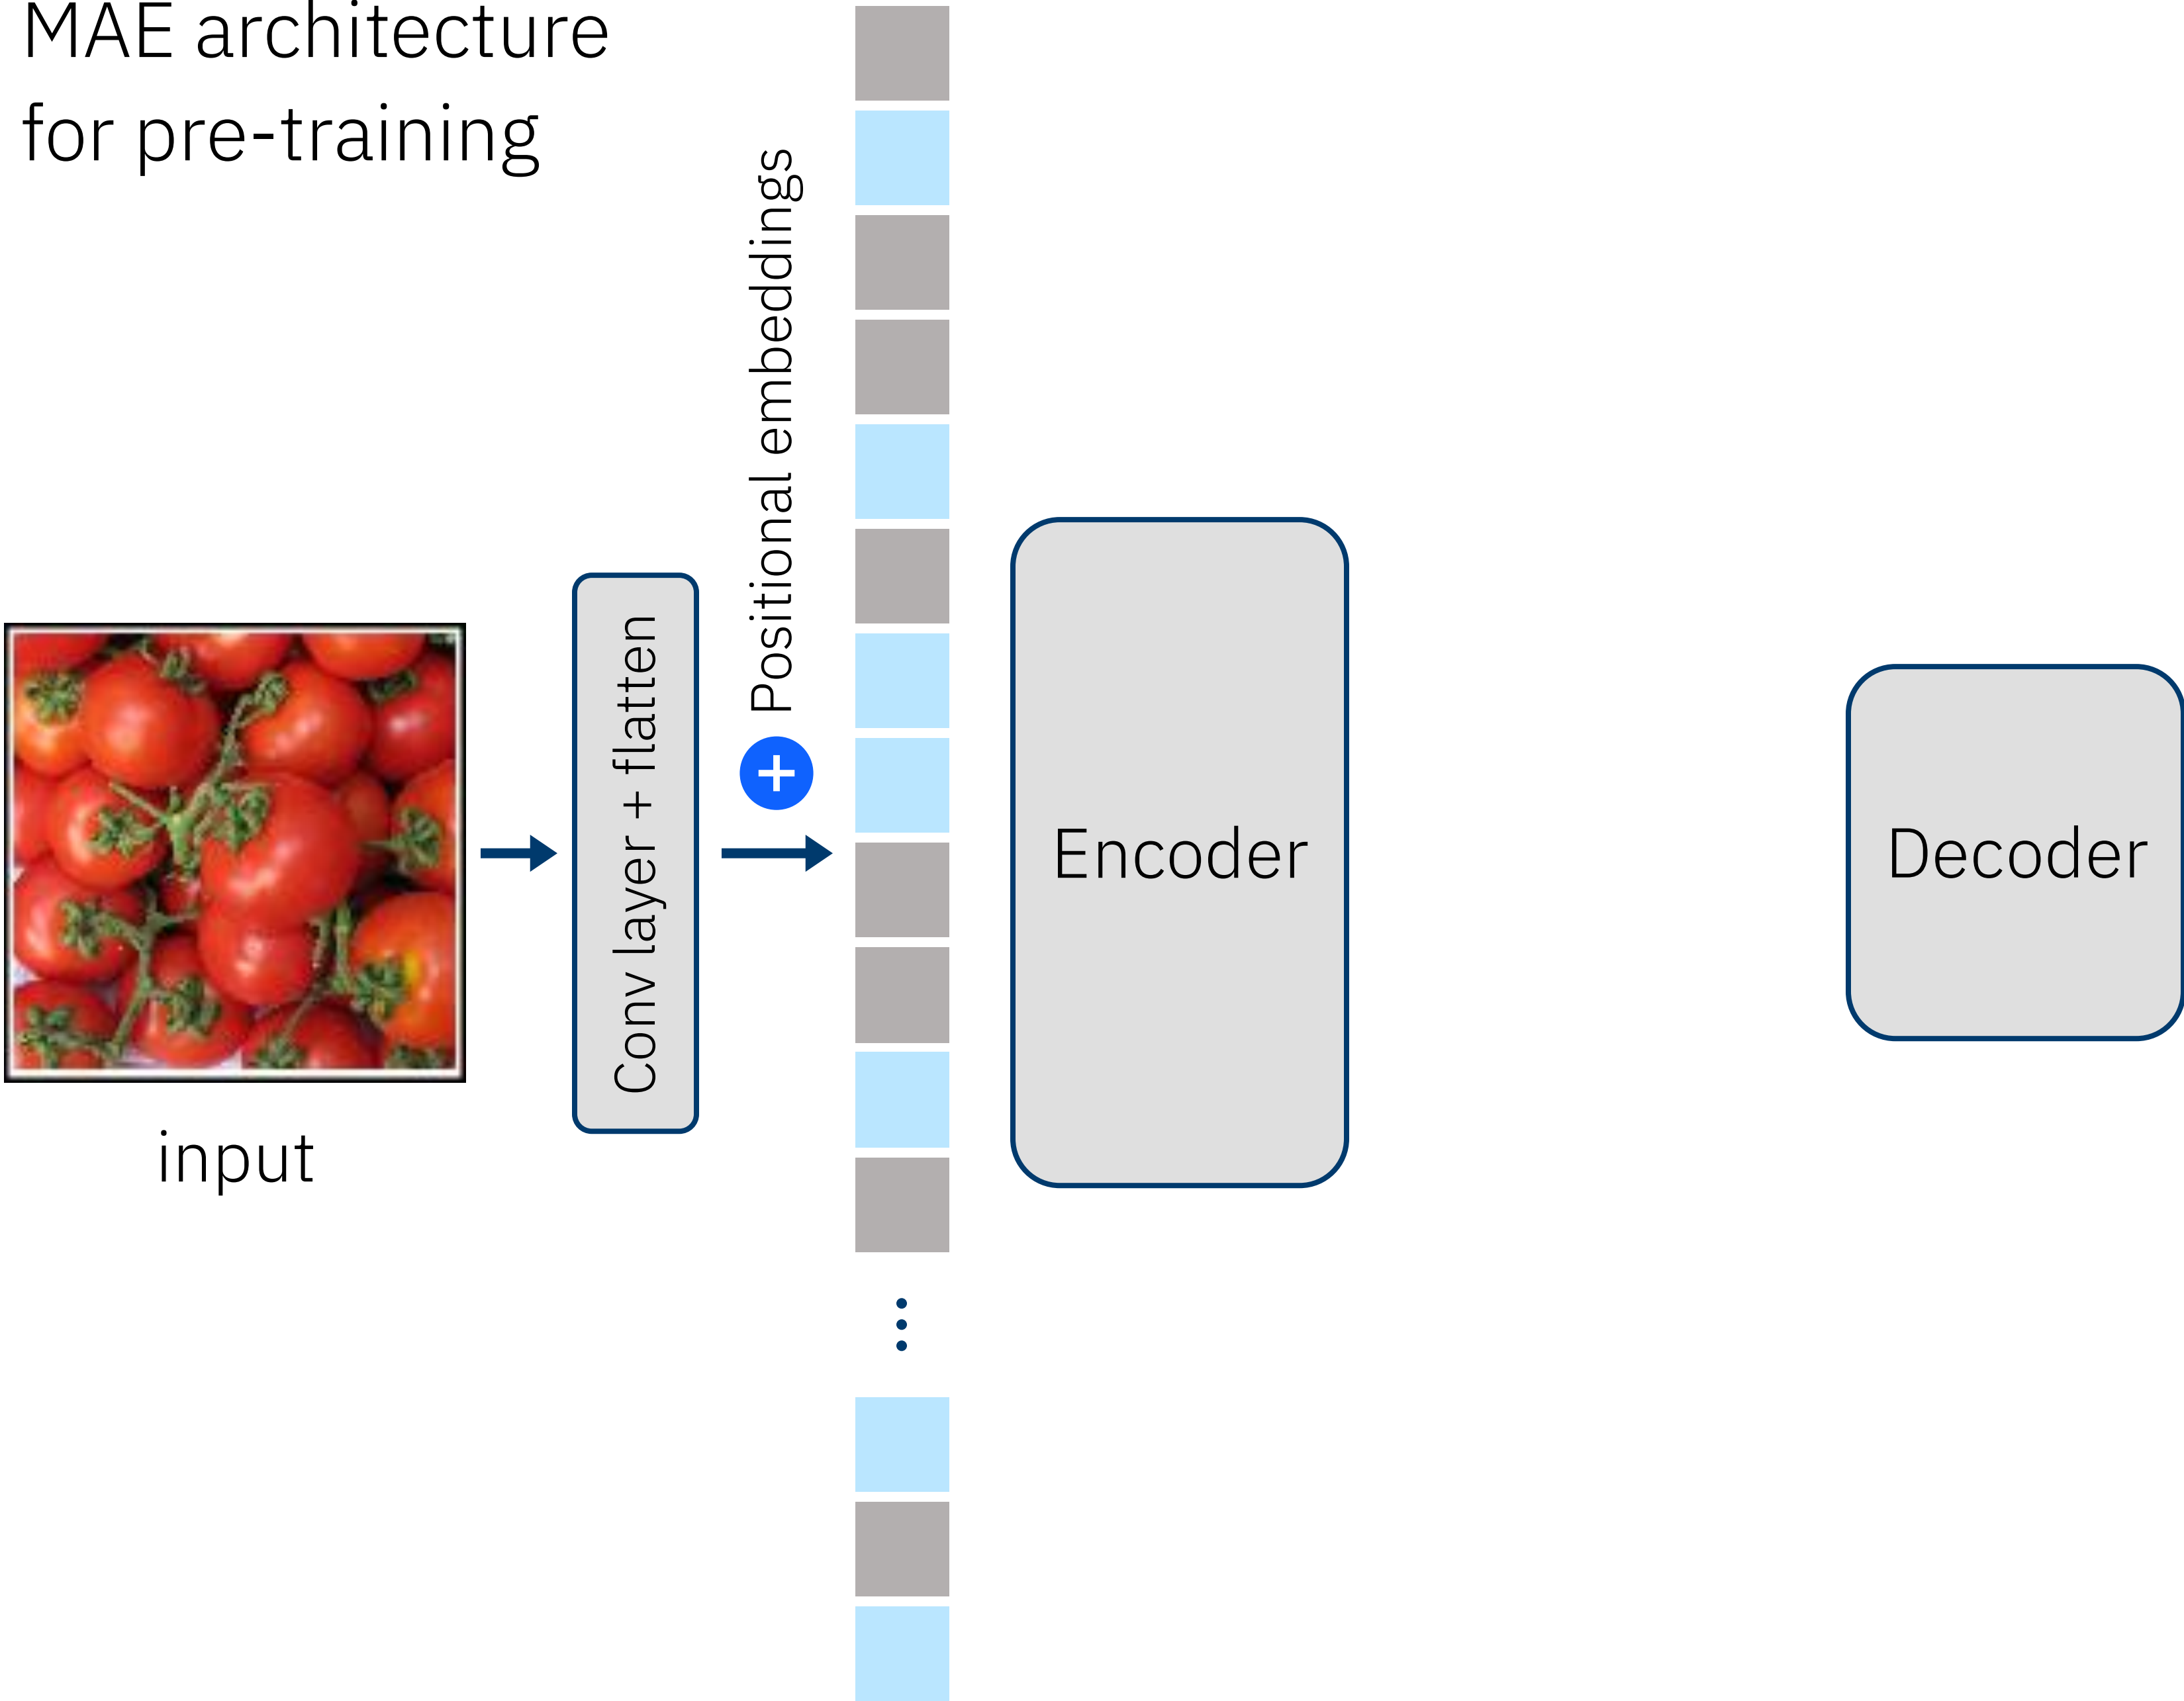 MAE architecture
for pre-training
Positional embeddings
+
Conv layer + flatten
Encoder
Decoder
input